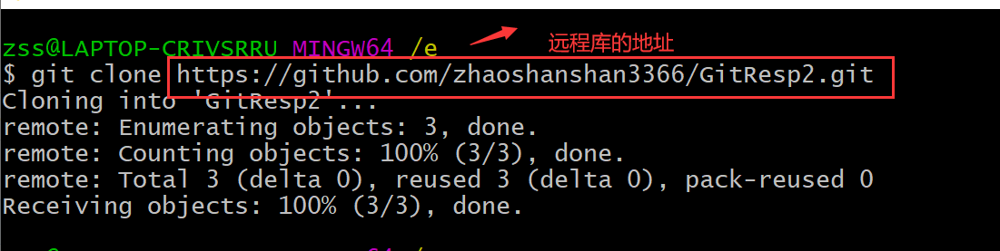 zss@LAPTOP-CRIVSRRU MINGW64 /e
远程库的地址
$ git clone https://github.com/zhaoshanshan3366/GitResp2.git
Cloning into 'GitResp2'...
remote: Enumerating objects: 3, done.
remote: Counting objects: 100% (3/3), done.
remote: Total 3 (delta 0), reused 3 (delta 0), pack-reused 0
Receiving objects: 100% (3/3), done.